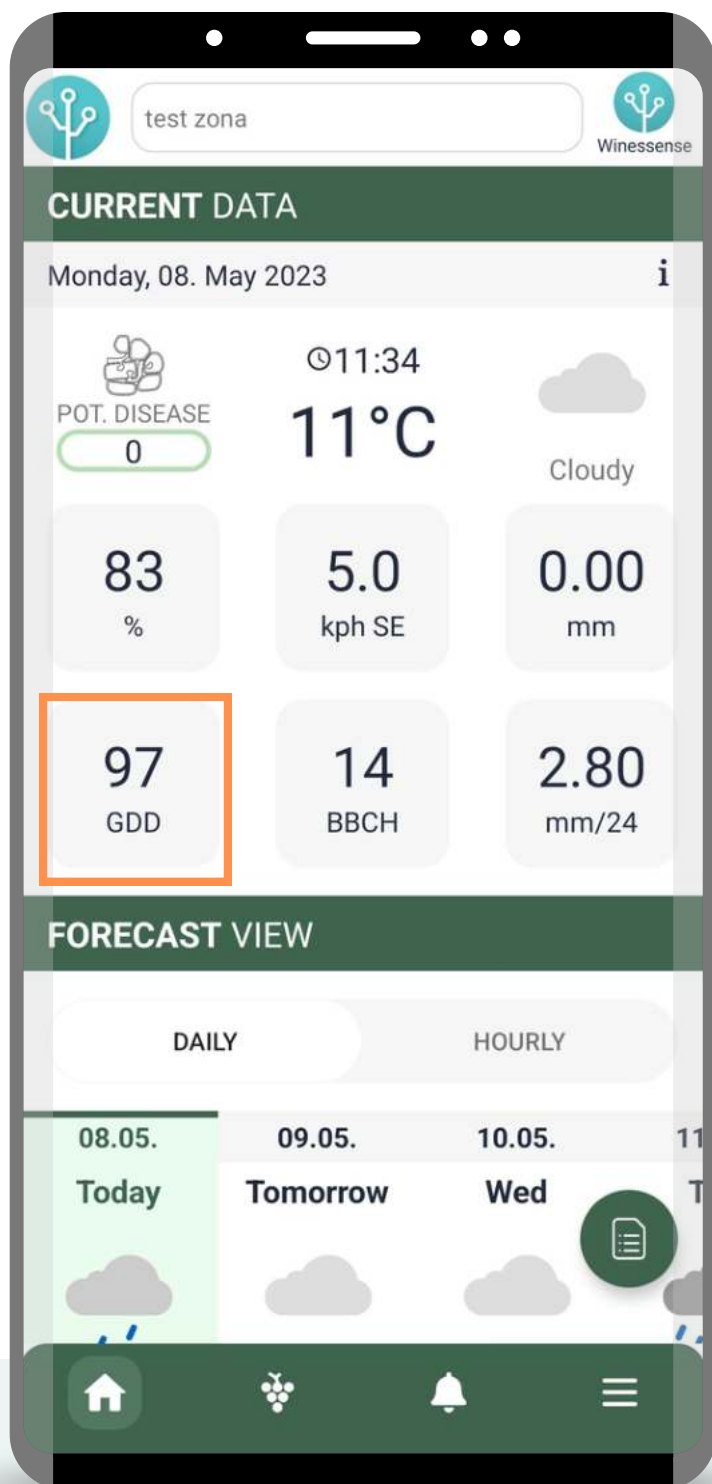 test zona
Winessense
CURRENT DATA
Monday, 08. May 2023 i
11:34
POT. DISEASE
0
11°C
Cloudy
83 5.0 0.00
% kph SE mm
97 14 2.80
GDD BBCH mm/24
FORECAST VIEW
DAILY HOURLY
08.05. 09.05. 10.05. 11
Today Tomorrow Wed T